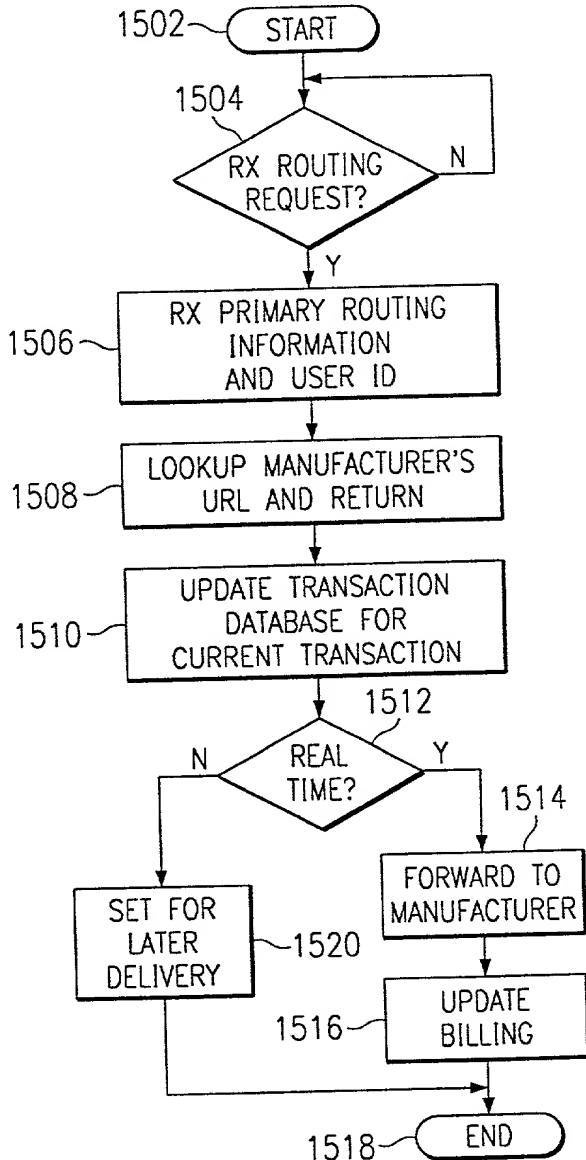 1502
START
1504
RX ROUTING
REQUEST?
N
Y
RX PRIMARY ROUTING
INFORMATION
AND USER ID
1506
LOOKUP MANUFACTURER'S
URL AND RETURN
1508
UPDATE TRANSACTION
DATABASE FOR
CURRENT TRANSACTION
1510
1512
N
REAL
TIME?
Y
1514
FORWARD TO
MANUFACTURER
SET FOR
LATER
DELIVERY
1520
UPDATE
BILLING
1516
END
1518